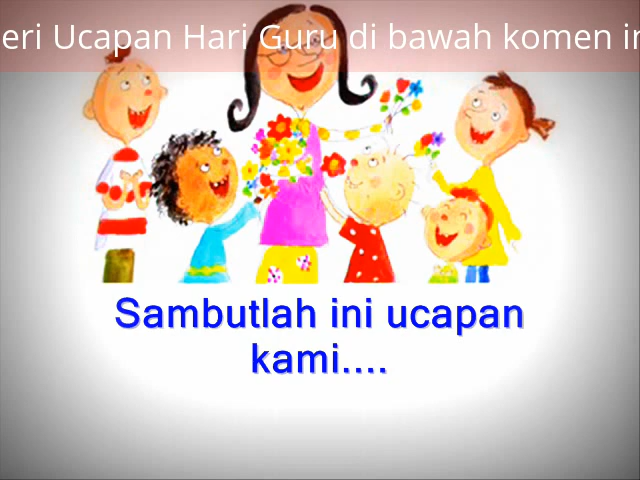 eri Ucapan Hari Guru di bawah komen in
Sambutlah ini ucapan
kami....